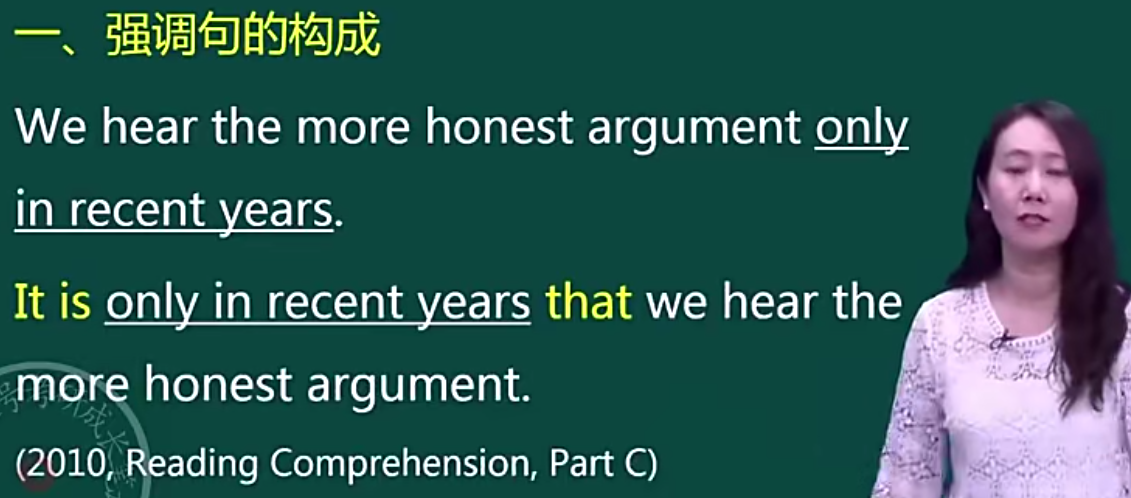 一、强调句的构成
We hear the more honest argument only
in recent years.
It is only in recent years that we hear the
more honest argument.
(2010, Reading Comprehension, Part C)